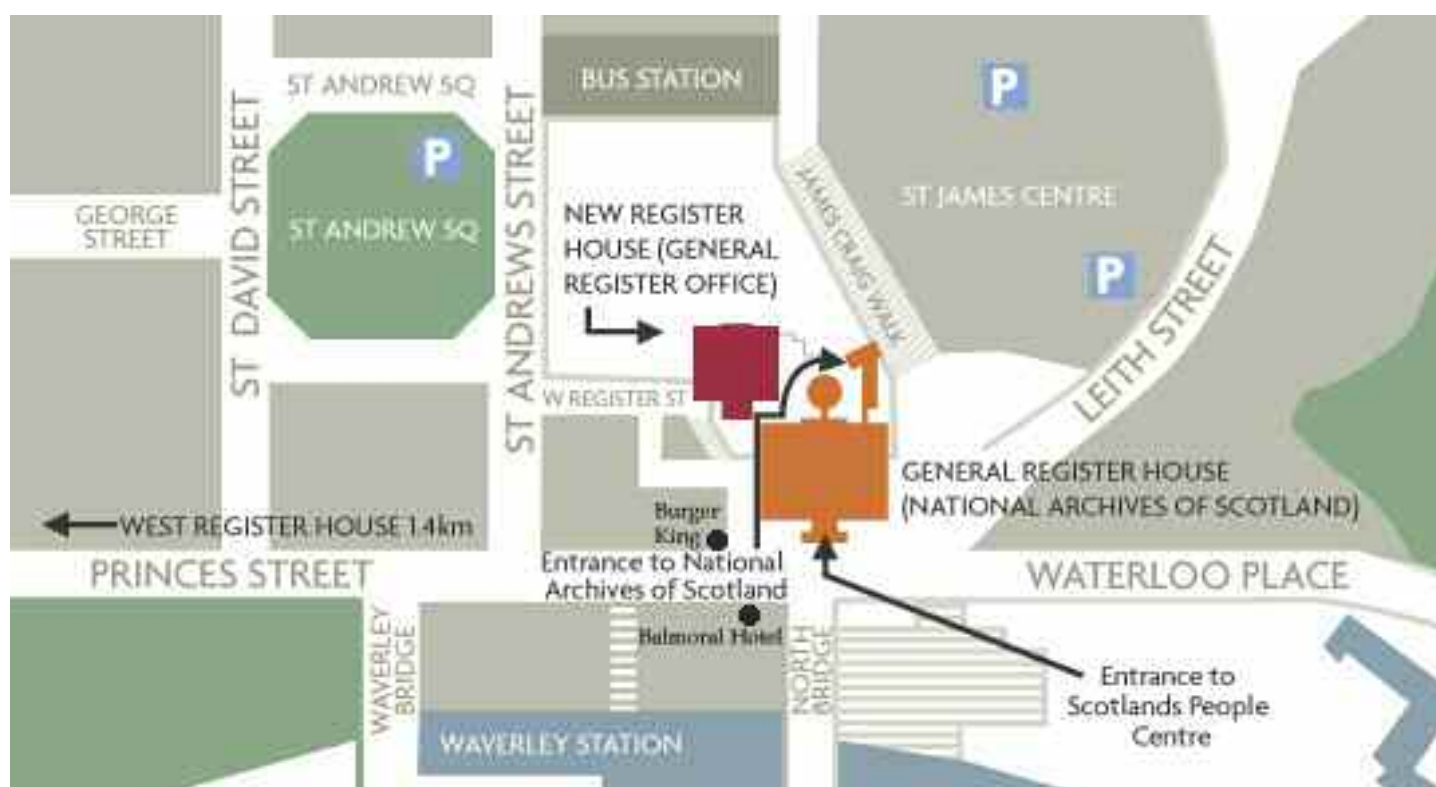 BUS STATION
P
ST ANDREW SQ
P
ST JAMES CENTRE
ST DAVID STREET
ST ANDREWS STREET
JAMES CRAIG WALK
GEORGE
STREET
ST ANDREW SQ
NEW REGISTER
HOUSE (GENERAL
REGISTER OFFICE)
P
LEITH STREET
W REGISTER ST
GENERAL REGISTER HOUSE
(NATIONAL ARCHIVES OF SCOTLAND)
WEST REGISTER HOUSE 1.4km
Burger
King
Entrance to National
Archives of Scotland
PRINCES STREET
WATERLOO PLACE
WAVERLEY
BRIDGE
Balmoral Hotel
NORTH
BRIDGE
Entrance to
Scotlands People
Centre
WAVERLEY STATION